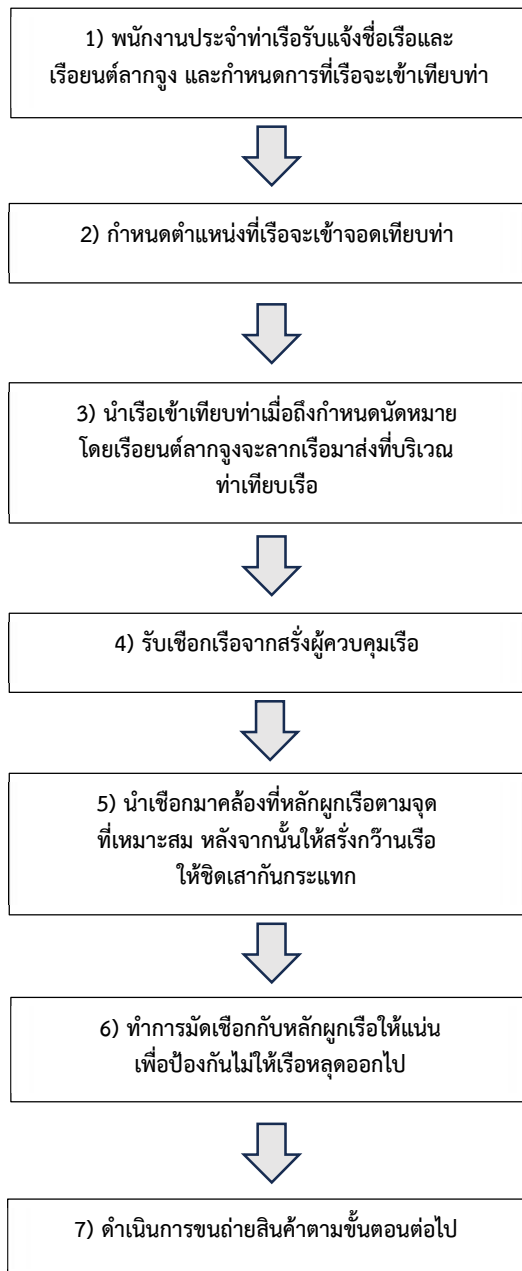 1) พนักงานประจำท่าเรือรับแจ้งชื่อเรือและ
เรือยนต์ลากจูง และกำหนดการที่เรือจะเข้าเทียบท่า
2) กำหนดตำแหน่งที่เรือจะเข้าจอดเทียบท่า
3) นำเรือเข้าเทียบท่าเมื่อถึงกำหนดนัดหมาย
โดยเรือยนต์ลากจูงจะลากเรือมาส่งที่บริเวณ
ท่าเทียบเรือ
4) รับเชือกเรือจากสรั่งผู้ควบคุมเรือ
5) นำเชือกมาคล้องที่หลักผูกเรือตามจุด
ที่เหมาะสม หลังจากนั้นให้สรั่งกว๊านเรือ
ให้ชิดเสากันกระแทก
6) ทำการมัดเชือกกับหลักผูกเรือให้แน่น
เพื่อป้องกันไม่ให้เรือหลุดออกไป
7) ดำเนินการขนถ่ายสินค้าตามขั้นตอนต่อไป